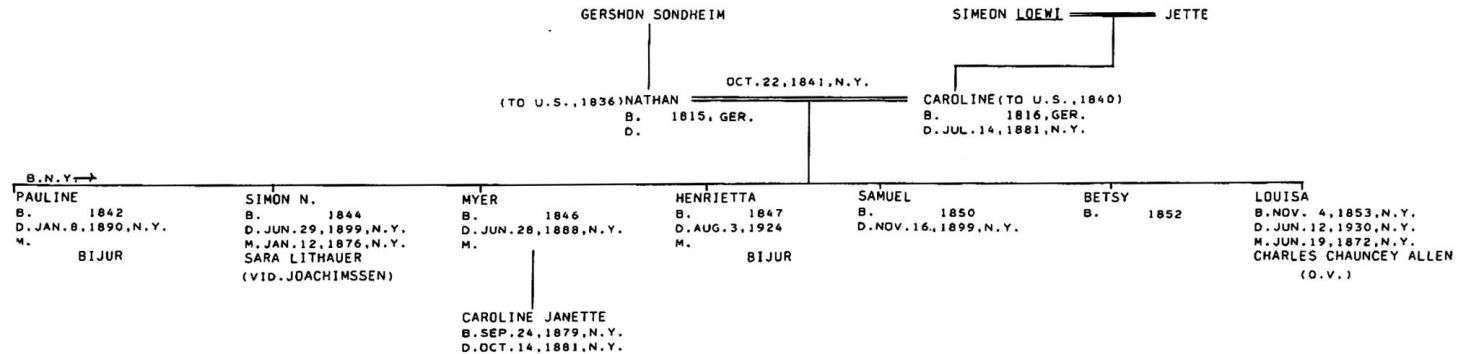 GERSHON SONDHEIM
SIMEON LOEWI JETTE
OCT.22,1841,N.Y.
(TO U.S.,1836)NATHAN
B. 1815, GER.
D.
CAROLINE(TO U.S.,1840)
B. 1816,GER.
D.JUL.14,1881,N.Y.
B.N.Y.→
PAULINE
B. 1842
D.JAN.8,1890,N.Y.
M.
BIJUR
SIMON N.
B. 1844
D.JUN.29,1899,N.Y.
M.JAN.12,1876,N.Y.
SARA LITHAUER
(VID.JOACHIMSSEN)
MYER
B. 1846
D.JUN.28,1888,N.Y.
M.
HENRIETTA
B. 1847
D.AUG.3,1924
M.
BIJUR
SAMUEL
B. 1850
D.NOV.16,1899,N.Y.
BETSY
B. 1852
LOUISA
B.NOV. 4,1853,N.Y.
D.JUN.12,1930,N.Y.
M.JUN.19,1872,N.Y.
CHARLES CHAUNCEY ALLEN
(Q.V.)
CAROLINE JANETTE
B.SEP.24,1879,N.Y.
D.OCT.14,1881,N.Y.